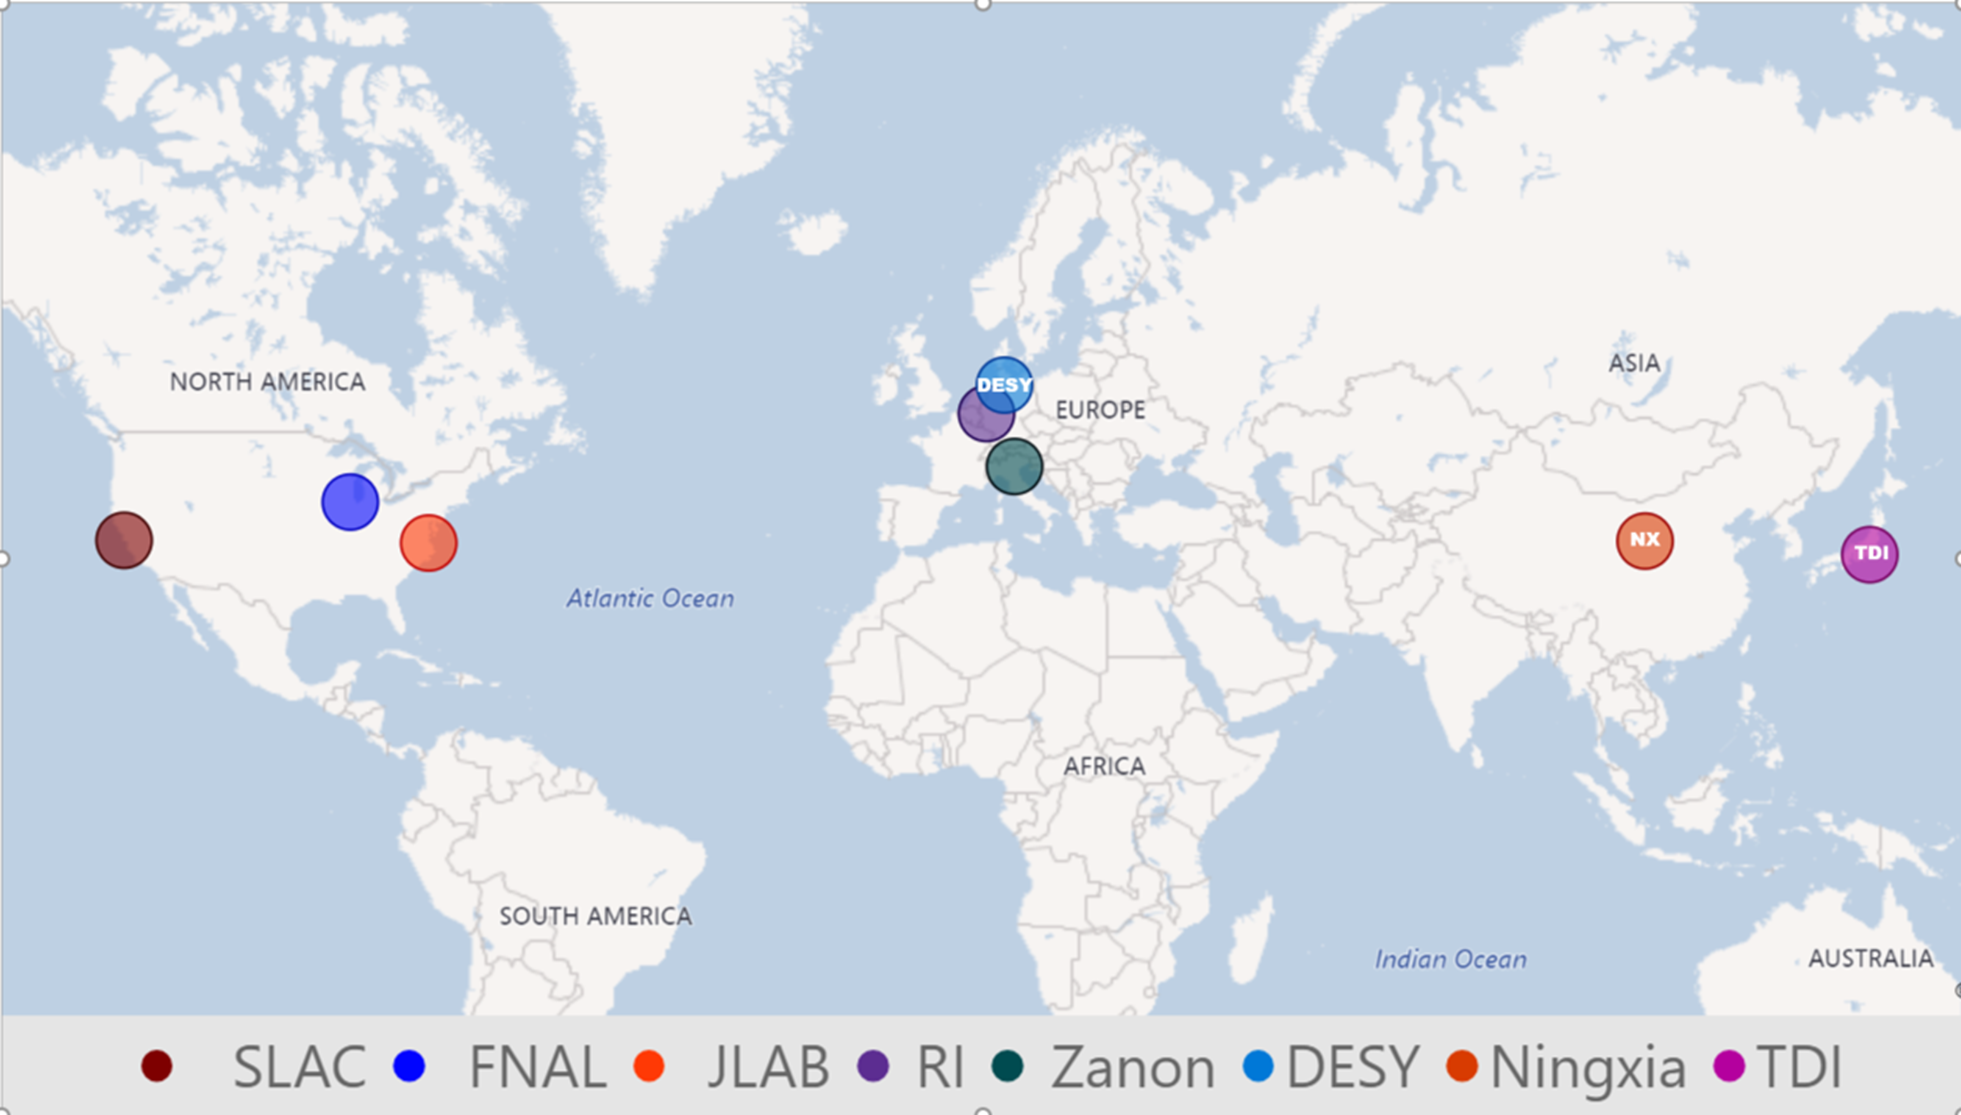 ASIA
NORTH AMERICA
DESY
EUROPE
NX
TDI
Atlantic Ocean
AFRICA
SOUTH AMERICA
Indian Ocean
AUSTRALIA
SLAC FNAL JLAB RI Zanon DESY Ningxia TDI